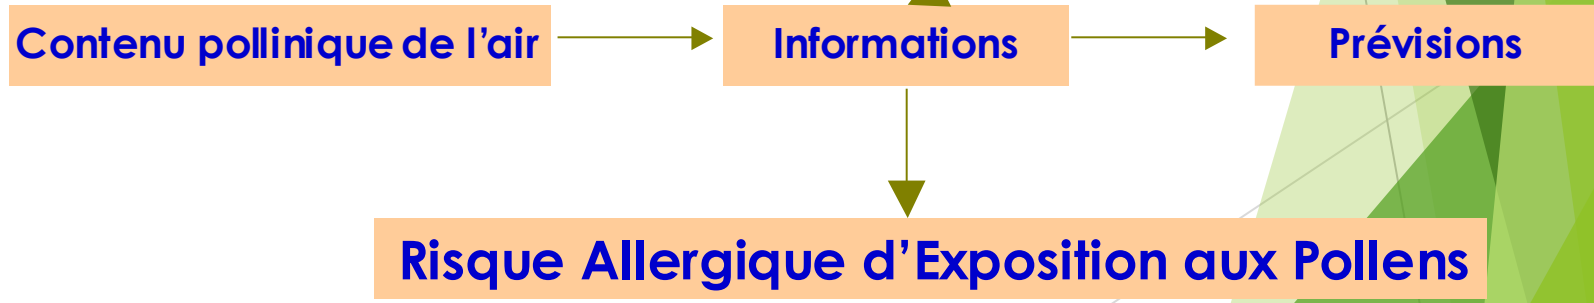 Contenu pollinique de l’air
Informations
Prévisions
Risque Allergique d’Exposition aux Pollens